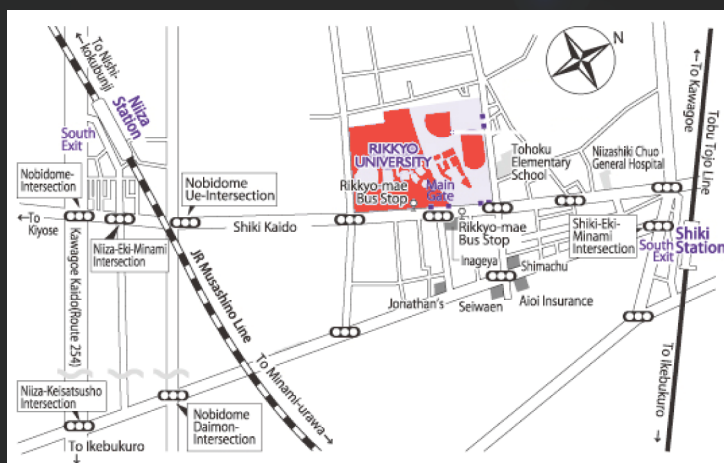 To Nishi-
kokubunji
Niiza
Station
South
Exit
N
To Kawagoe
Tobu Tojo Line
RIKKYO
UNIVERSITY
Tohoku
Elementary
School
Niizashiki Chuo
General Hospital
Nobidome-
Intersection
Nobidome
Ue-Intersection
Rikkyo-mae
Bus Stop
Main
Gate
To
Kiyose
Shiki Kaido
Rikkyo-mae
Bus Stop
Shiki-Eki-
Minami
Intersection
Shiki
Station
South
Exit
Niiza-Eki-Minami
Intersection
Inageya
Shimachu
Kawagoe Kaido(Route 254)
JR Musashino Line
Jonathan's
Seiwaen
Aioi Insurance
To Minami-urawa
To Ikebukuro
Niiza-Keisatsusho
Intersection
Nobidome
Daimon-
Intersection
To Ikebukuro